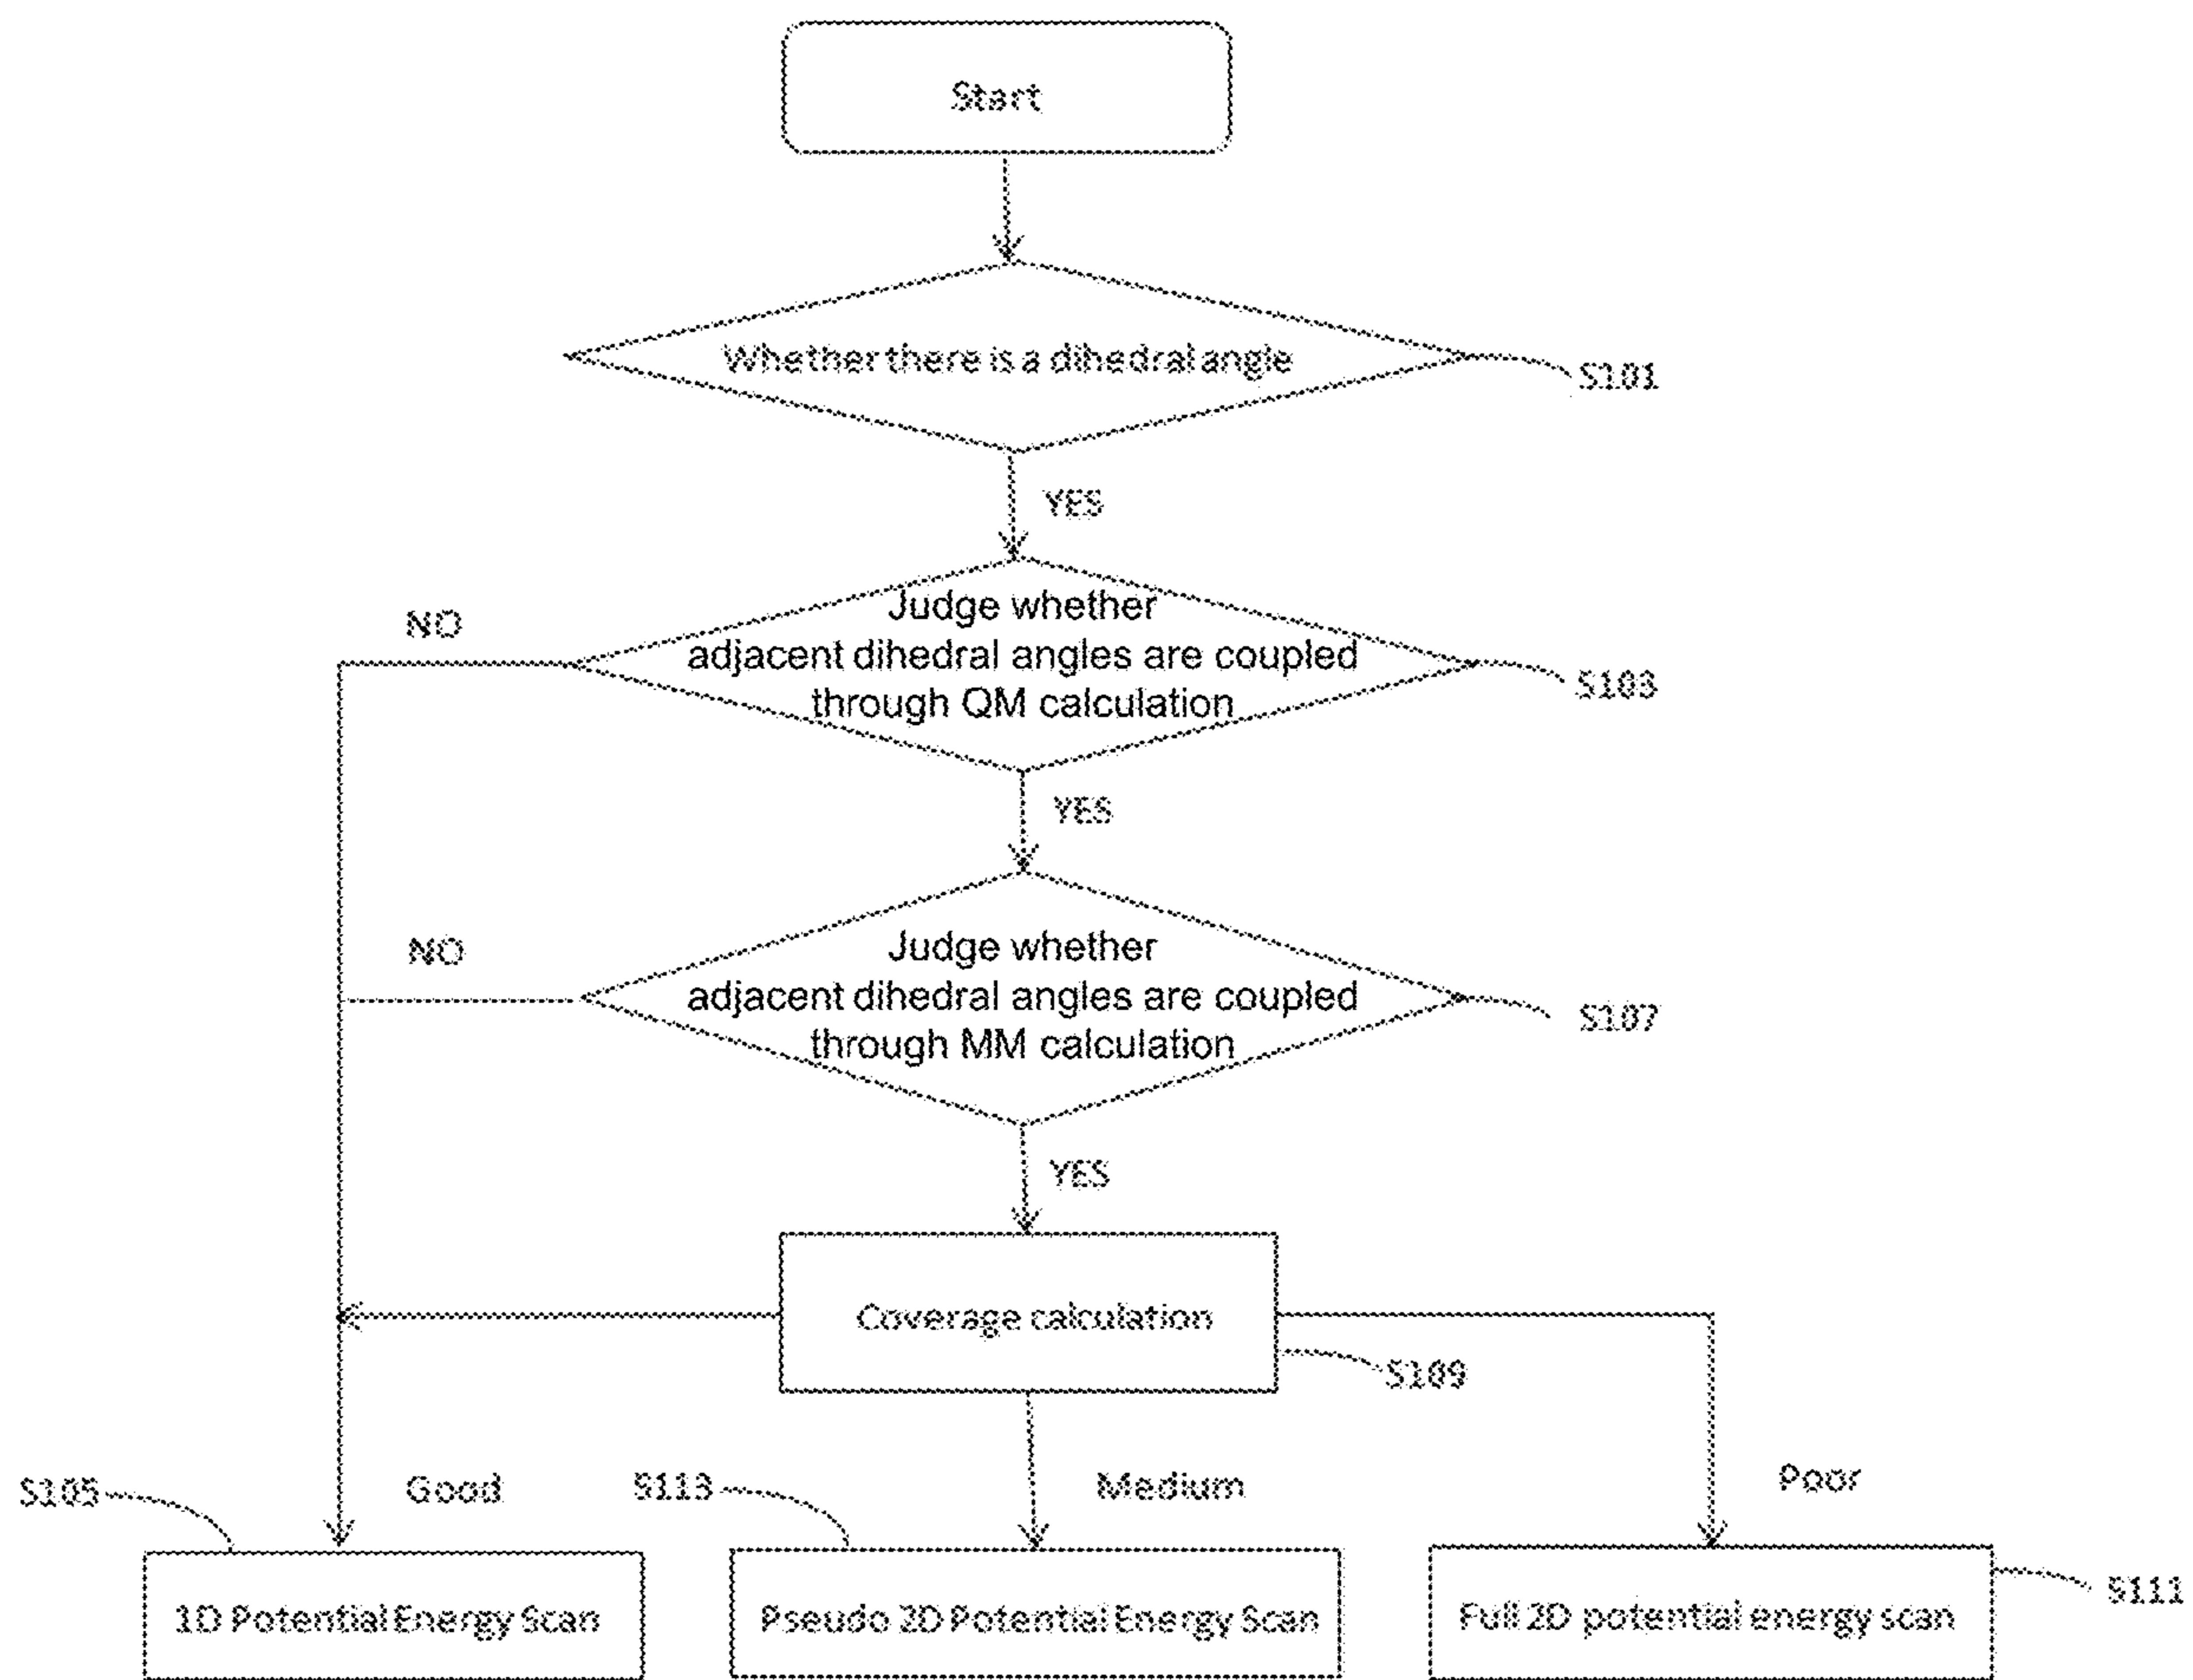 Start
Whether there is a dihedral angle
S101
YES
NO
Judge whether
adjacent dihedral angles are coupled
through QM calculation
S103
YES
NO
Judge whether
adjacent dihedral angles are coupled
through MM calculation
S107
YES
Coverage calculation
S109
S105
Good
S113
Medium
Poor
1D Potential Energy Scan
Pseudo 2D Potential Energy Scan
Full 2D potential energy scan
S111